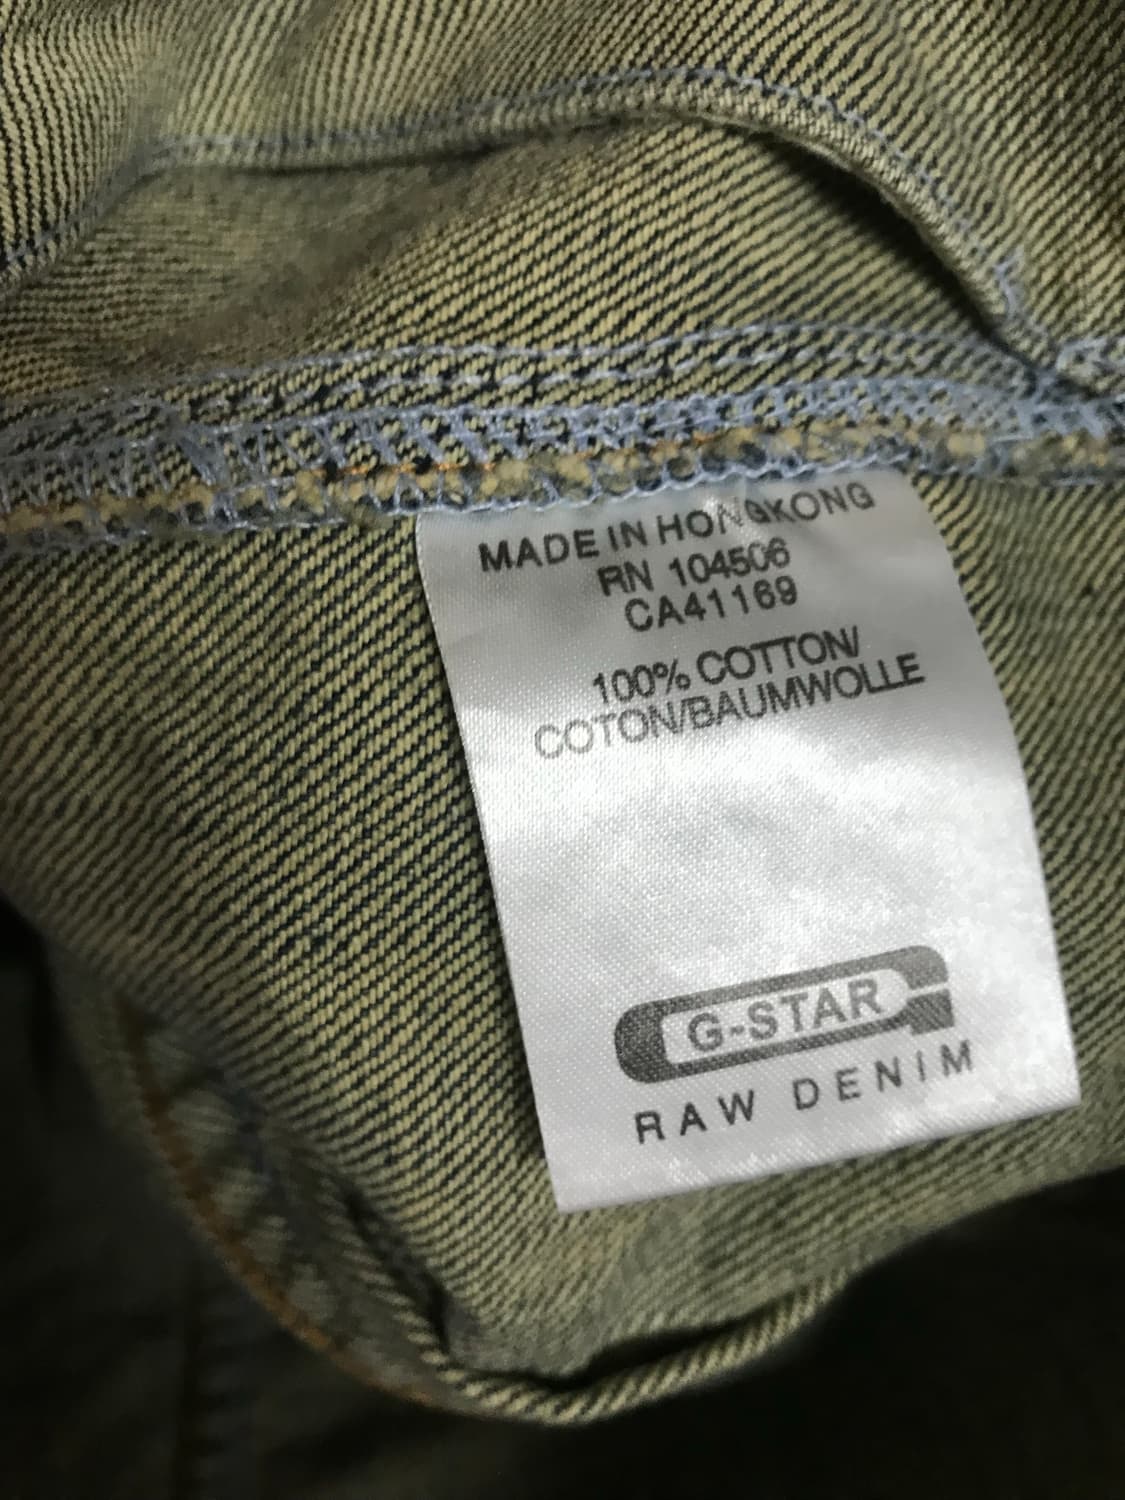 MADE IN HONGKONG
RN 104506
CA41169
100% COTTON/
COTON/BAUMWOLLE
G-STAR
RAW DENIM